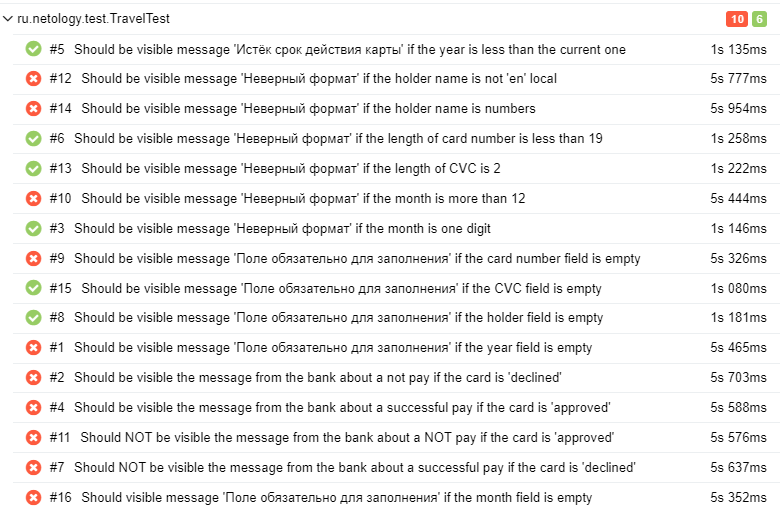 ru.netology.test.TravelTest 10 6
#5 Should be visible message 'Истёк срок действия карты' if the year is less than the current one 1s 135ms
#12 Should be visible message 'Неверный формат' if the holder name is not 'en' local 5s 777ms
#14 Should be visible message 'Неверный формат' if the holder name is numbers 5s 954ms
#6 Should be visible message 'Неверный формат' if the length of card number is less than 19 1s 258ms
#13 Should be visible message 'Неверный формат' if the length of CVC is 2 1s 222ms
#10 Should be visible message 'Неверный формат' if the month is more than 12 5s 444ms
#3 Should be visible message 'Неверный формат' if the month is one digit 1s 146ms
#9 Should be visible message 'Поле обязательно для заполнения' if the card number field is empty 5s 326ms
#15 Should be visible message 'Поле обязательно для заполнения' if the CVC field is empty 1s 080ms
#8 Should be visible message 'Поле обязательно для заполнения' if the holder field is empty 1s 181ms
#1 Should be visible message 'Поле обязательно для заполнения' if the year field is empty 5s 465ms
#2 Should be visible the message from the bank about a not pay if the card is 'declined' 5s 703ms
#4 Should be visible the message from the bank about a successful pay if the card is 'approved' 5s 588ms
#11 Should NOT be visible the message from the bank about a NOT pay if the card is 'approved' 5s 576ms
#7 Should NOT be visible the message from the bank about a successful pay if the card is 'declined' 5s 637ms
#16 Should visible message 'Поле обязательно для заполнения' if the month field is empty 5s 352ms